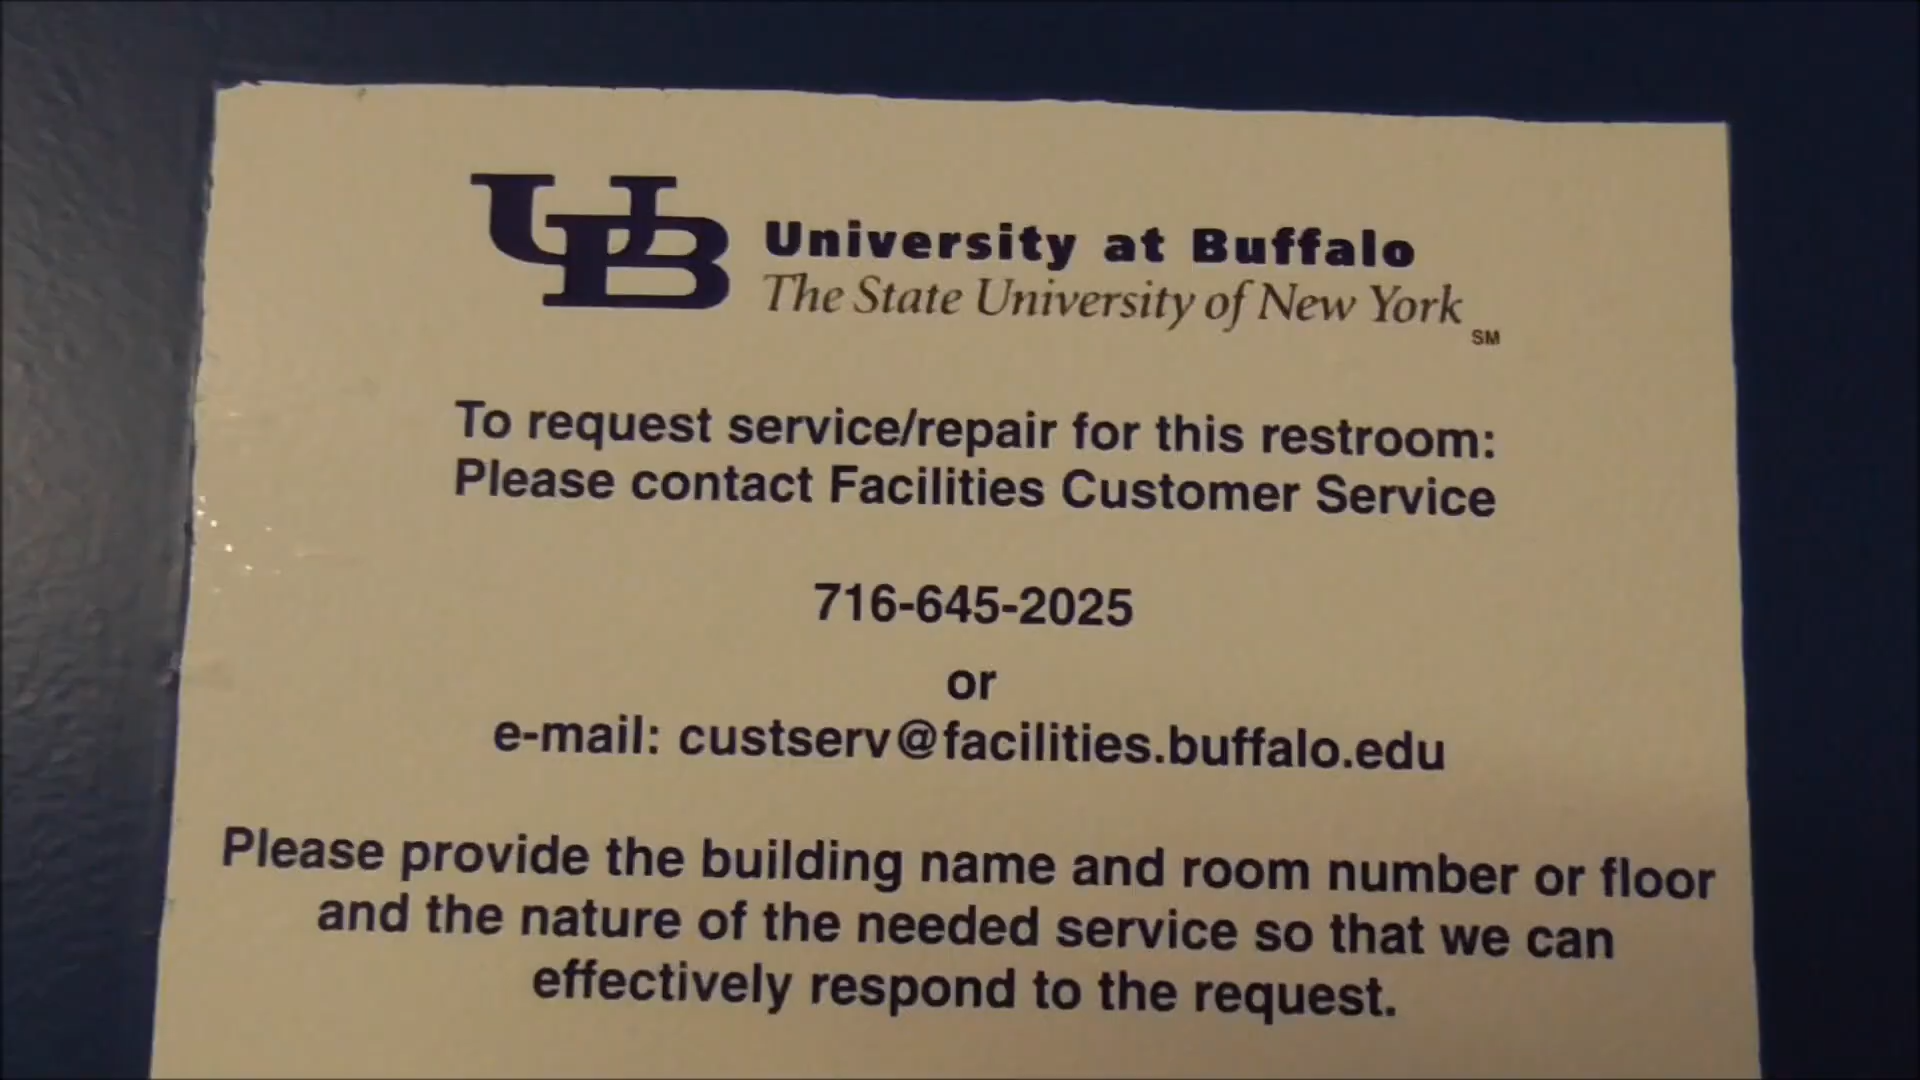 UB
University at Buffalo
The State University of New York
SM
To request service/repair for this restroom:
Please contact Facilities Customer Service
716-645-2025
or
e-mail: custserv@facilities.buffalo.edu
Please provide the building name and room number or floor
and the nature of the needed service so that we can
effectively respond to the request.